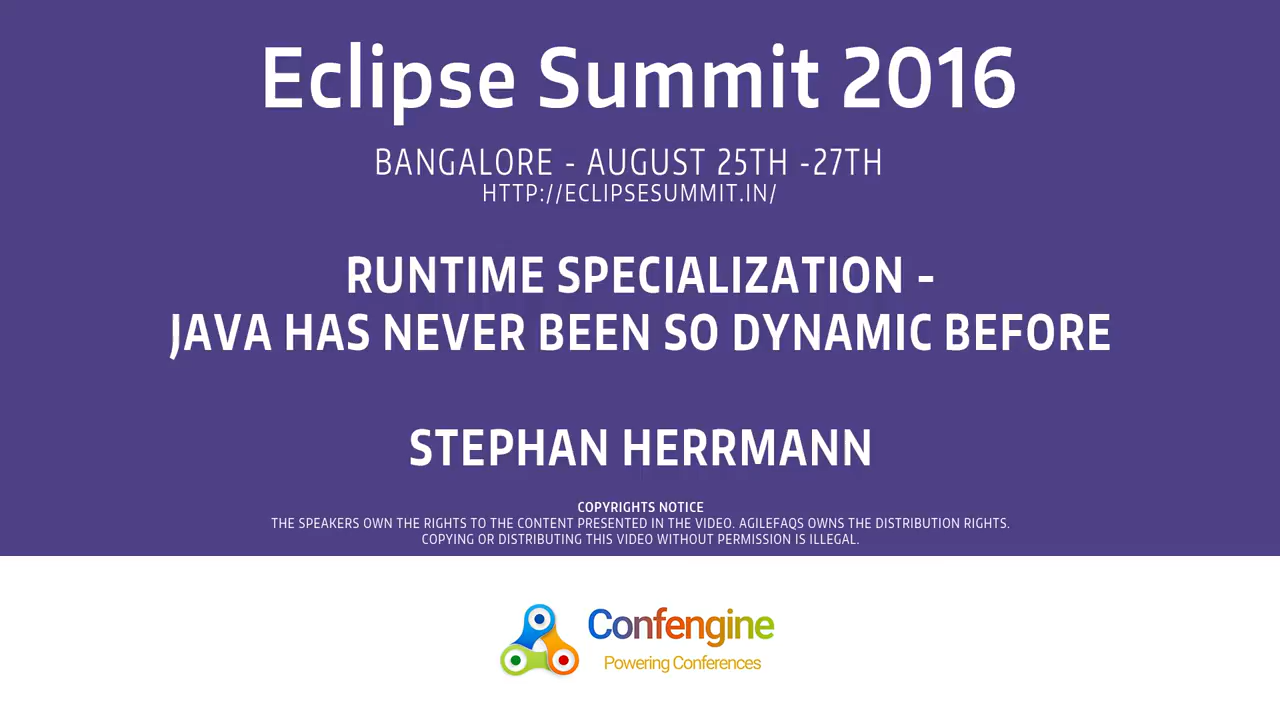 Eclipse Summit 2016
BANGALORE - AUGUST 25TH -27TH
HTTP://ECLIPSESUMMIT.IN/
RUNTIME SPECIALIZATION -
JAVA HAS NEVER BEEN SO DYNAMIC BEFORE
STEPHAN HERRMANN
COPYRIGHTS NOTICE
THE SPEAKERS OWN THE RIGHTS TO THE CONTENT PRESENTED IN THE VIDEO. AGILEFAQS OWNS THE DISTRIBUTION RIGHTS.
COPYING OR DISTRIBUTING THIS VIDEO WITHOUT PERMISSION IS ILLEGAL.
Confengine
Powering Conferences